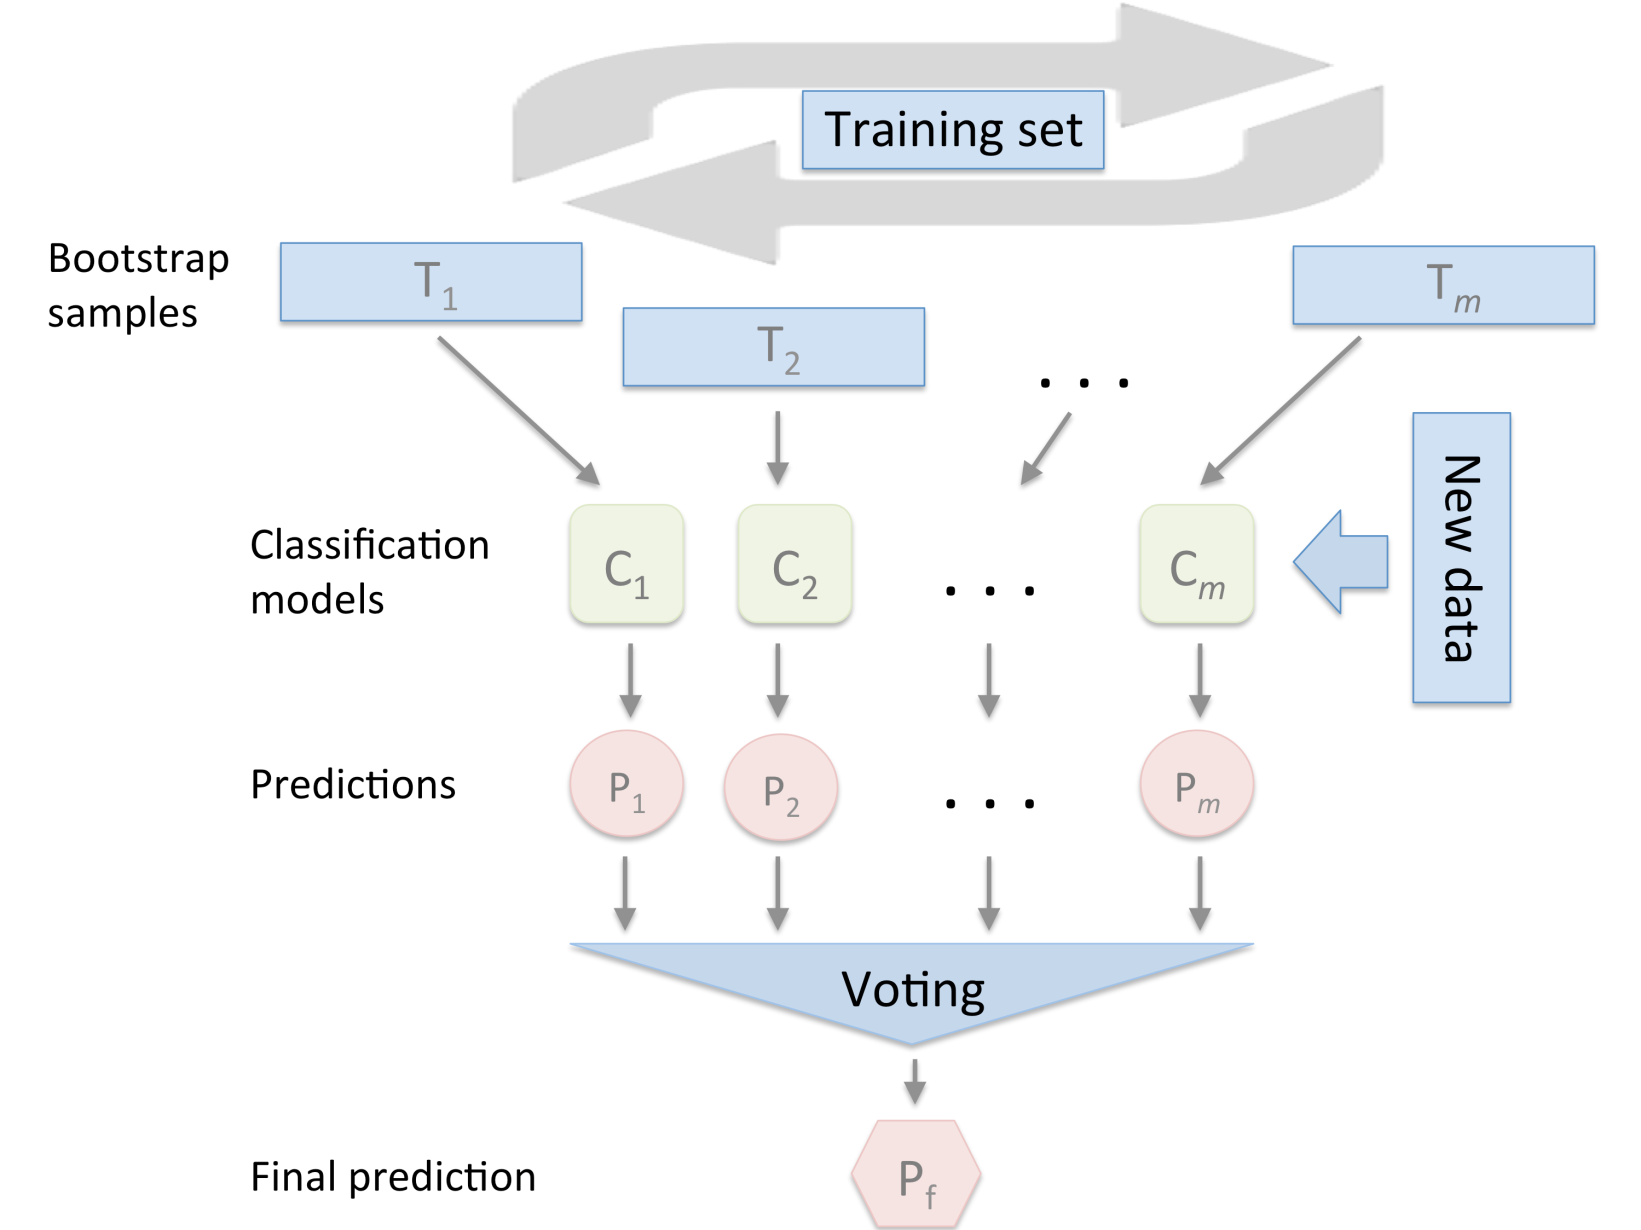 Training set
Bootstrap
samples
T1
T2
. . .
Tm
New data
Classification
models
C1
C2
. . .
Cm
Predictions
P1
P2
. . .
Pm
Voting
Final prediction
Pf